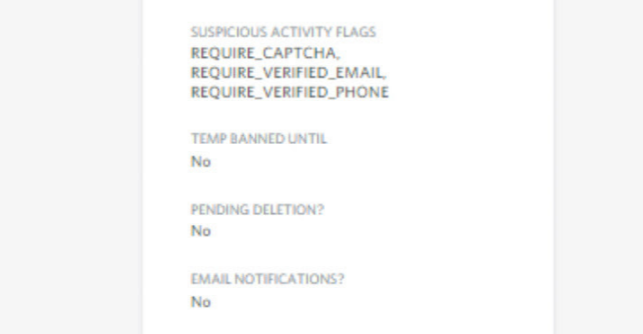 SUSPICIOUS ACTIVITY FLAGS
REQUIRE_CAPTCHA,
REQUIRE_VERIFIED_EMAIL,
REQUIRE_VERIFIED_PHONE
TEMP BANNED UNTIL
No
PENDING DELETION?
No
EMAIL NOTIFICATIONS?
No